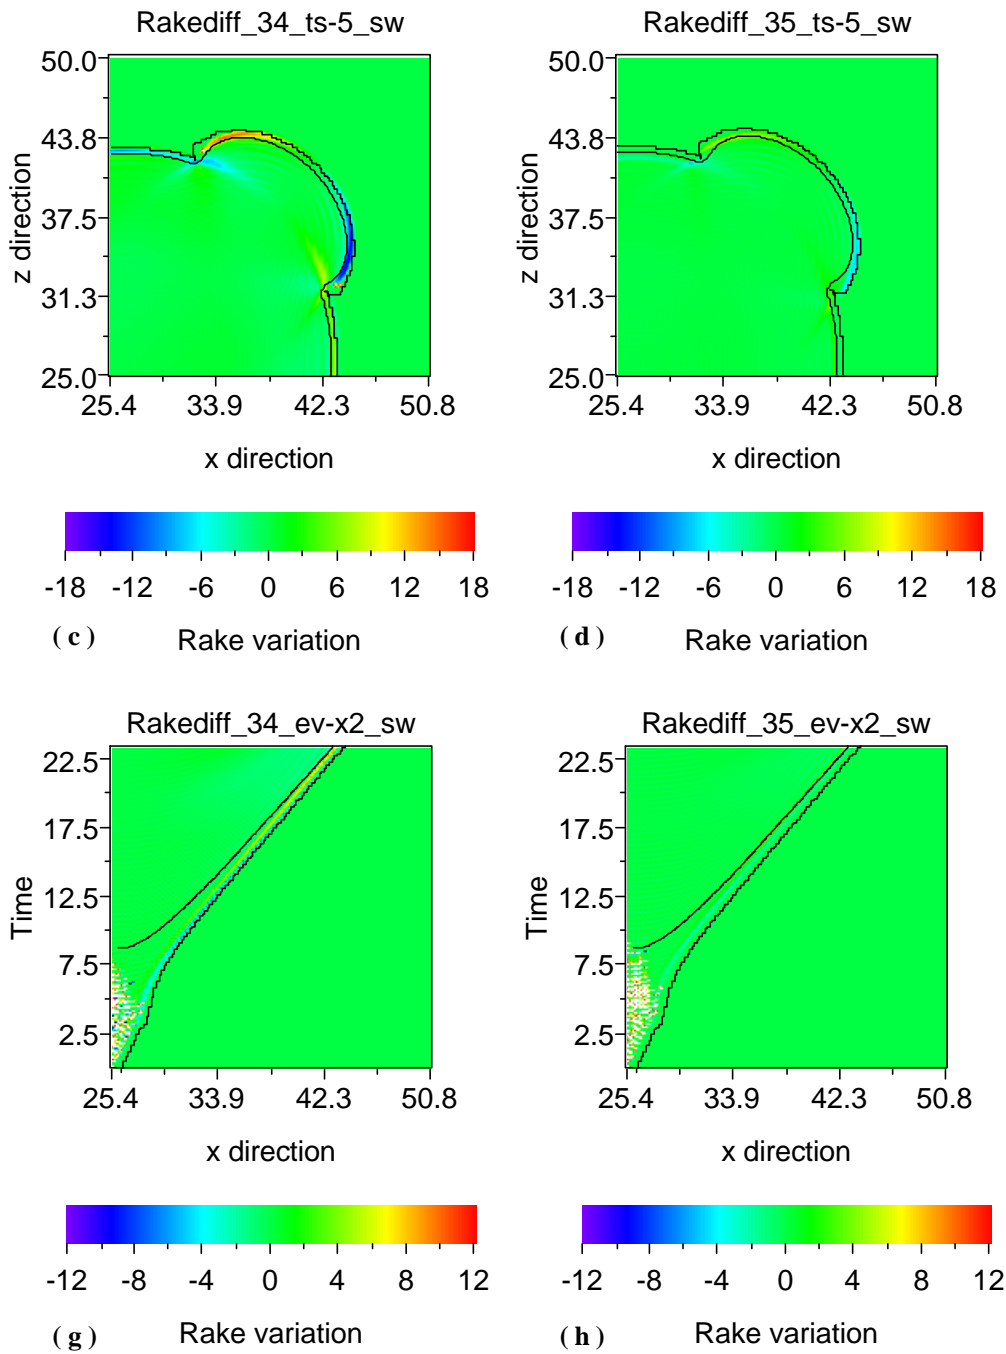 Rakediff_34_ts-5_sw
50.0
43.8
37.5
31.3
25.0
z direction
25.4 33.9 42.3 50.8
x direction
-18 -12 -6 0 6 12 18
( c ) Rake variation
Rakediff_35_ts-5_sw
50.0
43.8
37.5
31.3
25.0
z direction
25.4 33.9 42.3 50.8
x direction
-18 -12 -6 0 6 12 18
( d ) Rake variation
Rakediff_34_ev-x2_sw
22.5
17.5
12.5
7.5
2.5
Time
25.4 33.9 42.3 50.8
x direction
-12 -8 -4 0 4 8 12
( g ) Rake variation
Rakediff_35_ev-x2_sw
22.5
17.5
12.5
7.5
2.5
Time
25.4 33.9 42.3 50.8
x direction
-12 -8 -4 0 4 8 12
( h ) Rake variation